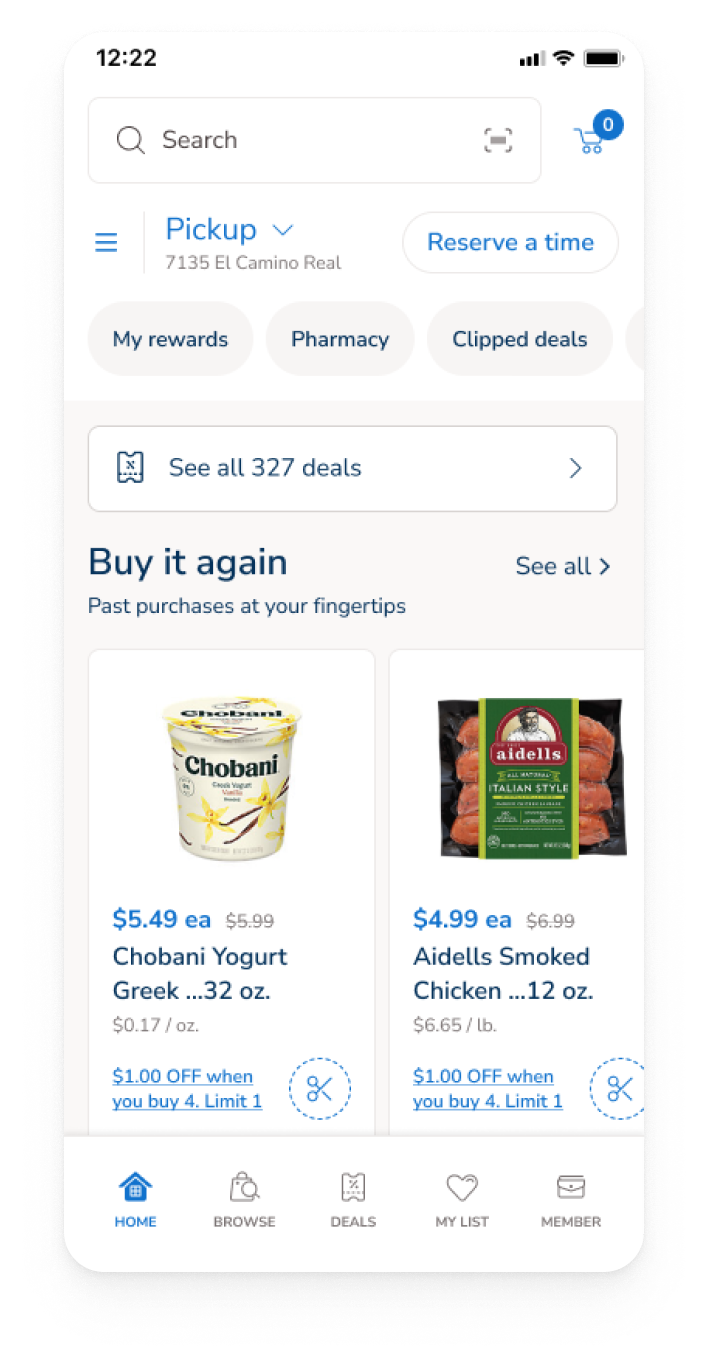 12:22
Search
0
Pickup
7135 El Camino Real
Reserve a time
My rewards
Pharmacy
Clipped deals
See all 327 deals
Buy it again
See all
Past purchases at your fingertips
Chobani
Chobani
Greek Yogurt
Vanilla
aidells
ALL NATURAL
ITALIAN STYLE
SMOKED CHICKEN SAUSAGE
$5.49 ea $5.99
Chobani Yogurt
Greek ...32 oz.
$0.17 / oz.
$1.00 OFF when
you buy 4. Limit 1
$4.99 ea $6.99
Aidells Smoked
Chicken ...12 oz.
$6.65 / lb.
$1.00 OFF when
you buy 4. Limit 1
HOME
BROWSE
DEALS
MY LIST
MEMBER